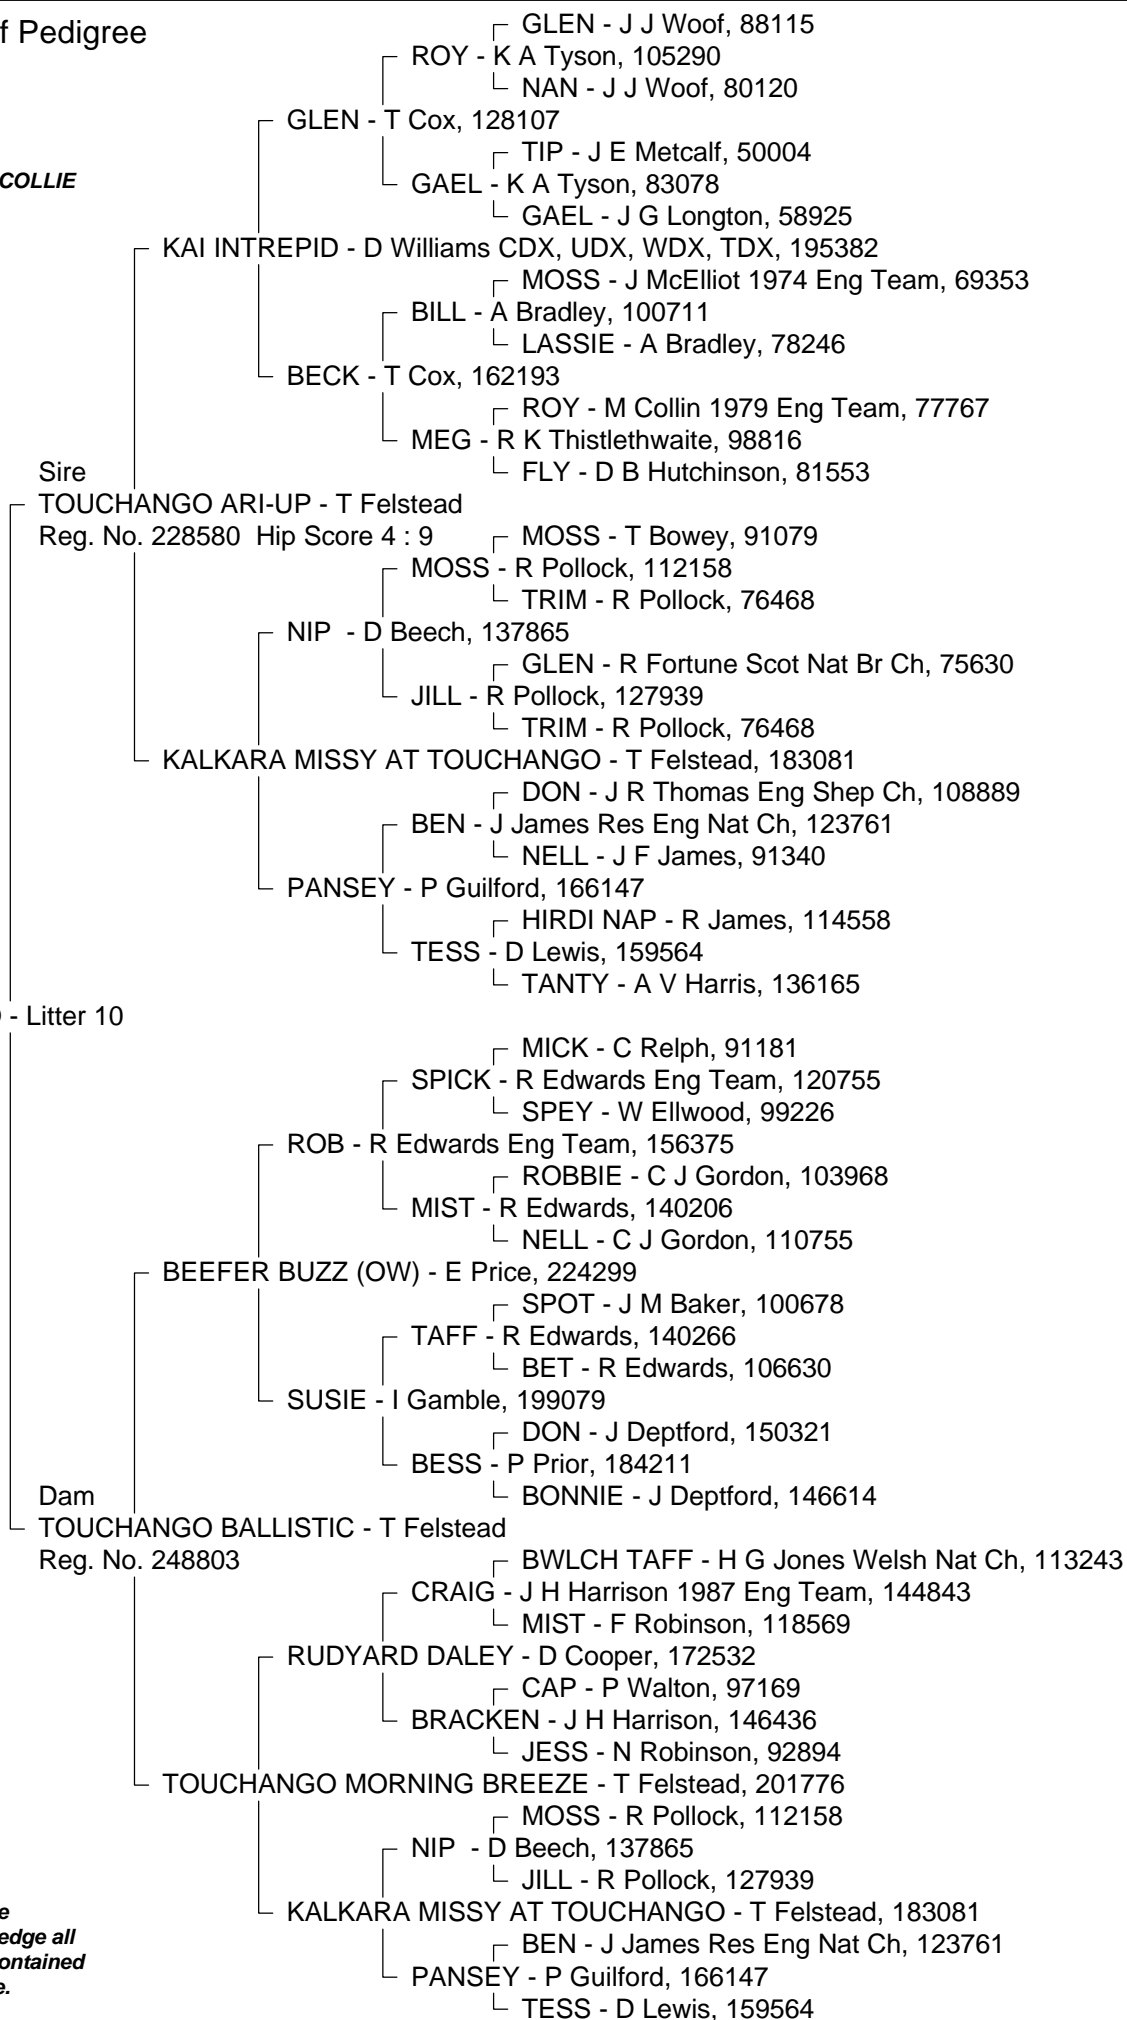 GLEN - J J Woof, 88115
f Pedigree
ROY - K A Tyson, 105290
NAN - J J Woof, 80120
GLEN - T Cox, 128107
TIP - J E Metcalf, 50004
COLLIE
GAEL - K A Tyson, 83078
GAEL - J G Longton, 58925
KAI INTREPID - D Williams CDX, UDX, WDX, TDX, 195382
MOSS - J McElliot 1974 Eng Team, 69353
BILL - A Bradley, 100711
LASSIE - A Bradley, 78246
BECK - T Cox, 162193
ROY - M Collin 1979 Eng Team, 77767
MEG - R K Thistlethwaite, 98816
Sire
FLY - D B Hutchinson, 81553
TOUCHANGO ARI-UP - T Felstead
Reg. No. 228580 Hip Score 4 : 9
MOSS - T Bowey, 91079
MOSS - R Pollock, 112158
TRIM - R Pollock, 76468
NIP - D Beech, 137865
GLEN - R Fortune Scot Nat Br Ch, 75630
JILL - R Pollock, 127939
TRIM - R Pollock, 76468
KALKARA MISSY AT TOUCHANGO - T Felstead, 183081
DON - J R Thomas Eng Shep Ch, 108889
BEN - J James Res Eng Nat Ch, 123761
NELL - J F James, 91340
PANSEY - P Guilford, 166147
HIRDI NAP - R James, 114558
TESS - D Lewis, 159564
TANTY - A V Harris, 136165
- Litter 10
MICK - C Relph, 91181
SPICK - R Edwards Eng Team, 120755
SPEY - W Ellwood, 99226
ROB - R Edwards Eng Team, 156375
ROBBIE - C J Gordon, 103968
MIST - R Edwards, 140206
NELL - C J Gordon, 110755
BEEFER BUZZ (OW) - E Price, 224299
SPOT - J M Baker, 100678
TAFF - R Edwards, 140266
BET - R Edwards, 106630
SUSIE - I Gamble, 199079
DON - J Deptford, 150321
BESS - P Prior, 184211
Dam
BONNIE - J Deptford, 146614
TOUCHANGO BALLISTIC - T Felstead
Reg. No. 248803
BWLCH TAFF - H G Jones Welsh Nat Ch, 113243
CRAIG - J H Harrison 1987 Eng Team, 144843
MIST - F Robinson, 118569
RUDYARD DALEY - D Cooper, 172532
CAP - P Walton, 97169
BRACKEN - J H Harrison, 146436
JESS - N Robinson, 92894
TOUCHANGO MORNING BREEZE - T Felstead, 201776
MOSS - R Pollock, 112158
NIP - D Beech, 137865
JILL - R Pollock, 127939
e
KALKARA MISSY AT TOUCHANGO - T Felstead, 183081
edge all
BEN - J James Res Eng Nat Ch, 123761
ontained
PANSEY - P Guilford, 166147
e.
TESS - D Lewis, 159564